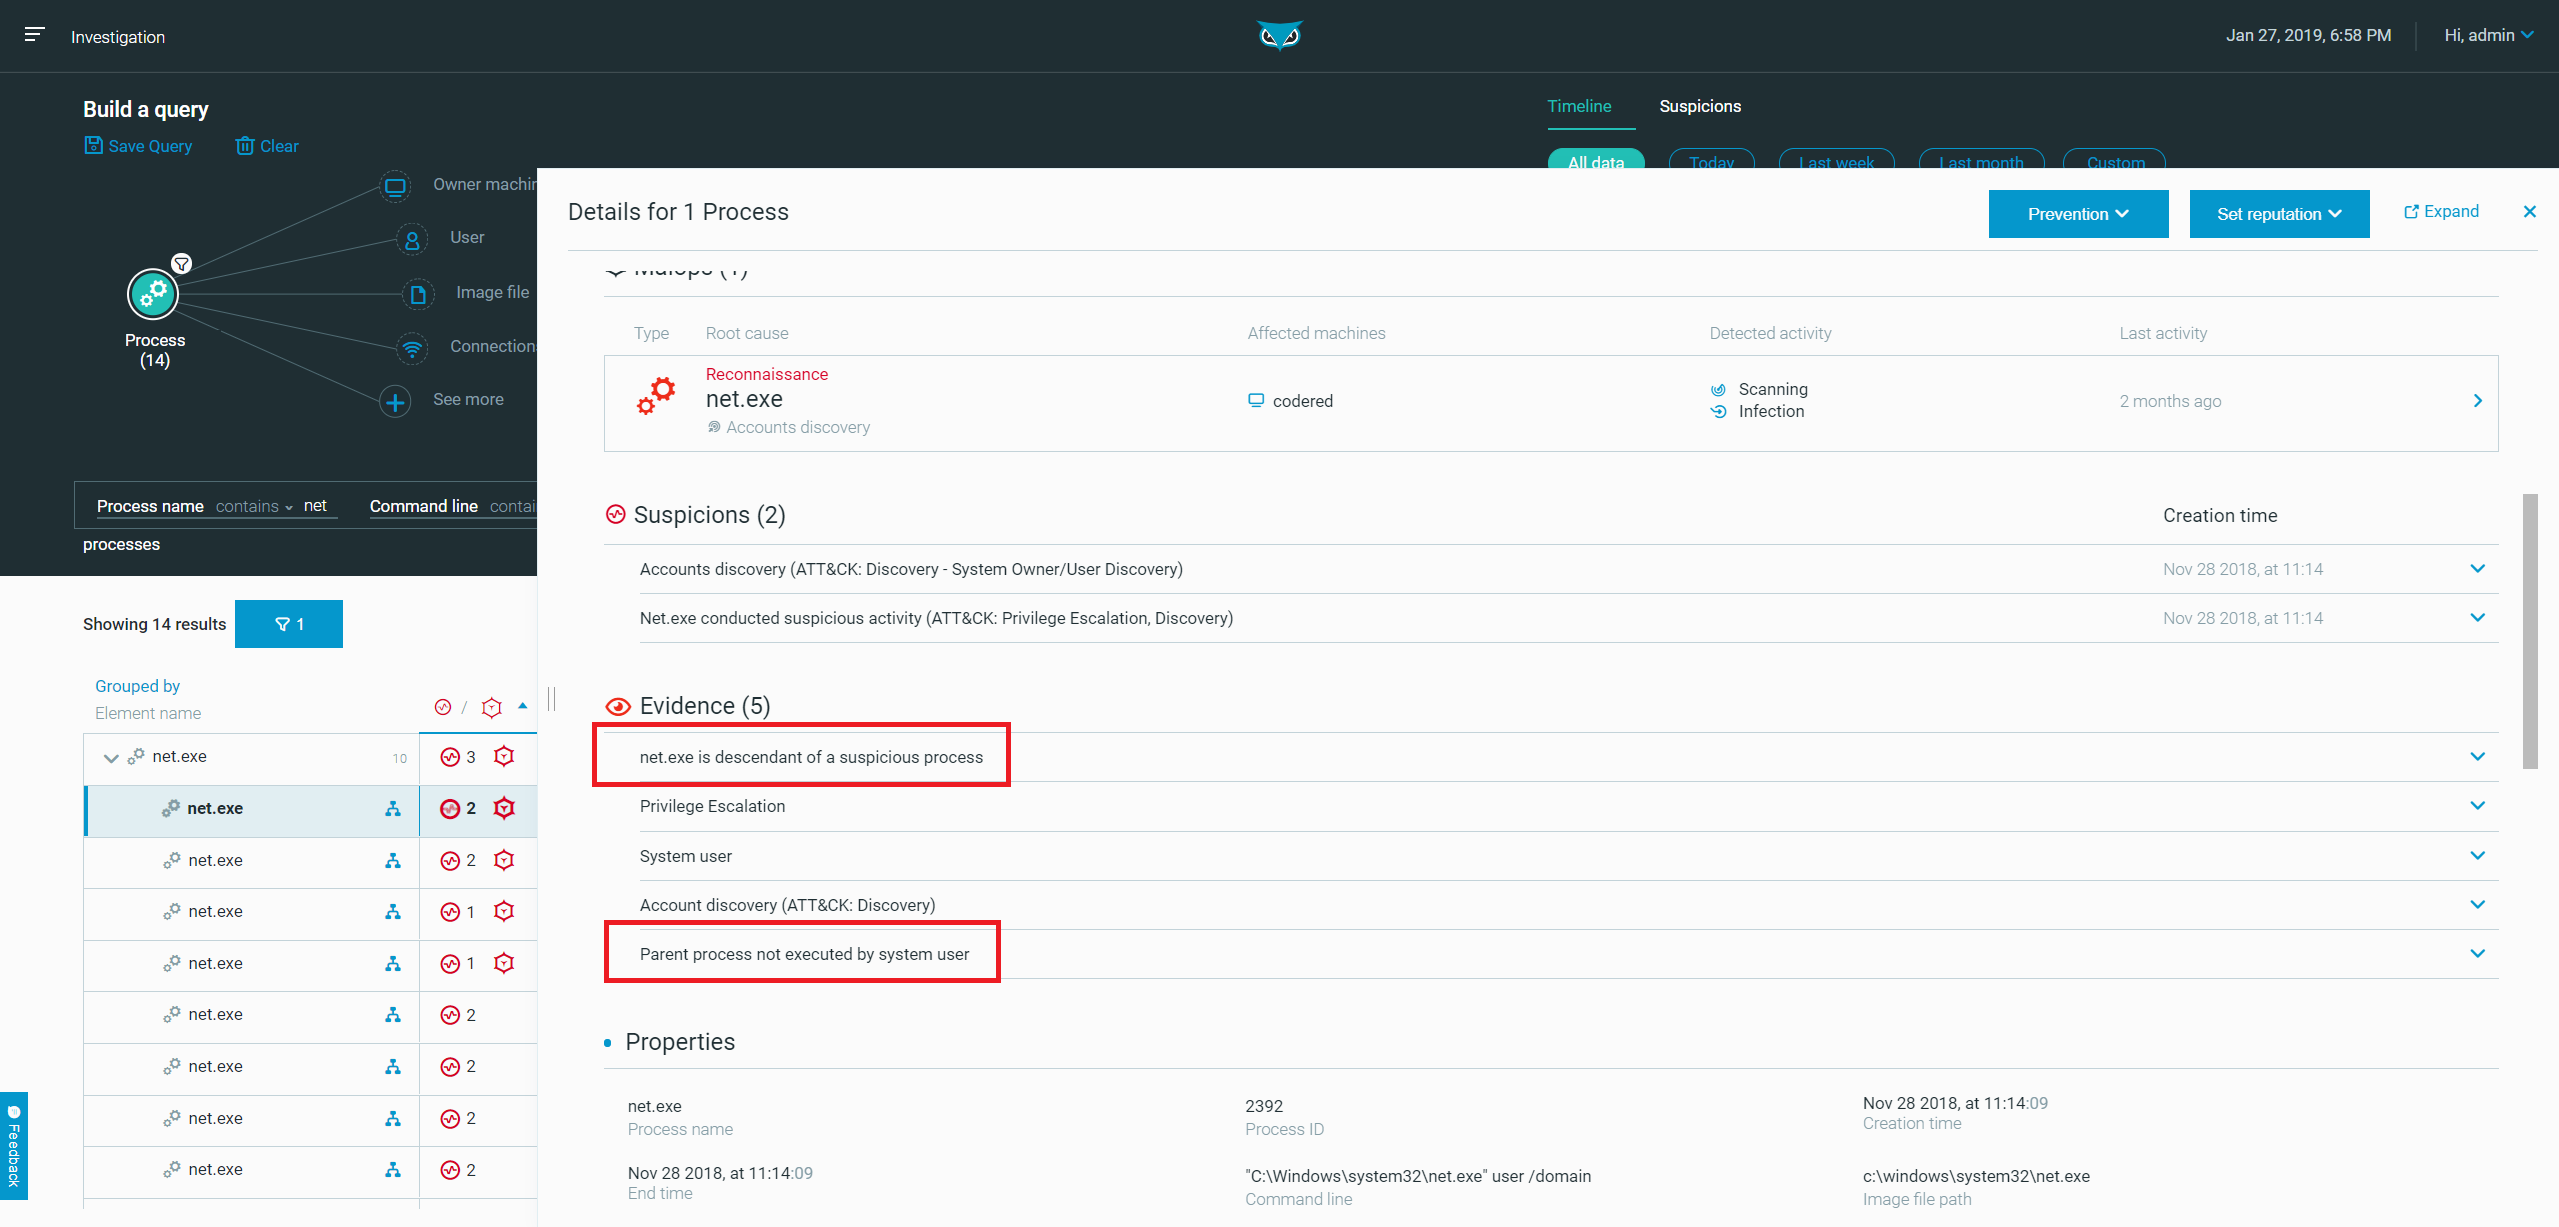 Investigation
Jan 27, 2019, 6:58 PM
Hi, admin
Build a query
Save Query
Clear
Timeline
Suspicions
All data
Today
Last week
Last month
Custom
Owner machin
User
Image file
Connections
See more
Process
(14)
Process name contains net Command line contai
processes
Showing 14 results
1
Grouped by
Element name
/
net.exe 10 3
net.exe 2
net.exe 2
net.exe 1
net.exe 1
net.exe 2
net.exe 2
net.exe 2
net.exe 2
Feedback
Details for 1 Process
Prevention
Set reputation
Expand
Malops (1)
Type Root cause Affected machines Detected activity Last activity
Reconnaissance
net.exe
Accounts discovery
codered
Scanning
Infection
2 months ago
Suspicions (2) Creation time
Accounts discovery (ATT&CK: Discovery - System Owner/User Discovery) Nov 28 2018, at 11:14
Net.exe conducted suspicious activity (ATT&CK: Privilege Escalation, Discovery) Nov 28 2018, at 11:14
Evidence (5)
net.exe is descendant of a suspicious process
Privilege Escalation
System user
Account discovery (ATT&CK: Discovery)
Parent process not executed by system user
Properties
net.exe
Process name
2392
Process ID
Nov 28 2018, at 11:14:09
Creation time
Nov 28 2018, at 11:14:09
End time
"C:\Windows\system32\net.exe" user /domain
Command line
c:\windows\system32\net.exe
Image file path